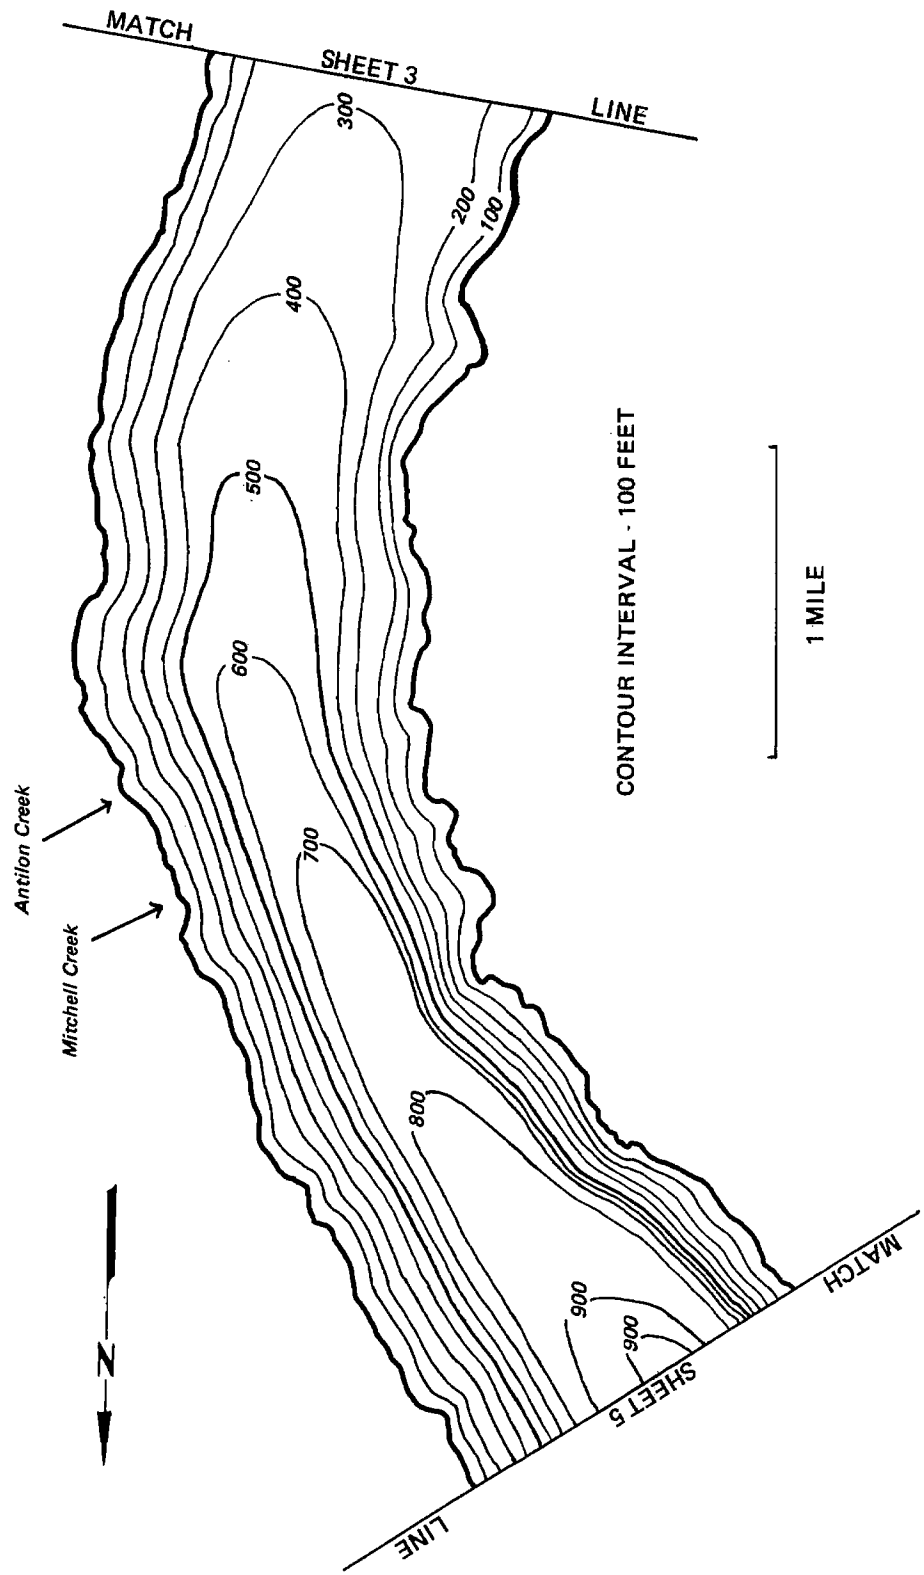 MATCH
SHEET 3
LINE
300
200
100
400
500
600
700
800
900
900
Antilon Creek
Mitchell Creek
CONTOUR INTERVAL - 100 FEET
1 MILE
N
LINE
SHEET 5
MATCH